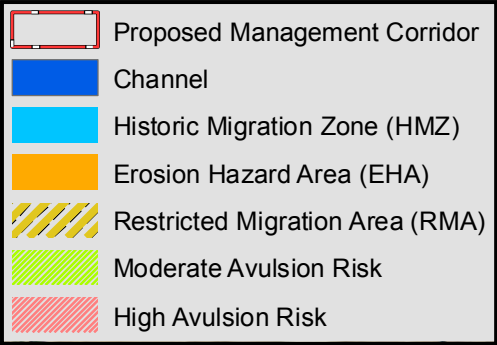 Proposed Management Corridor
Channel
Historic Migration Zone (HMZ)
Erosion Hazard Area (EHA)
Restricted Migration Area (RMA)
Moderate Avulsion Risk
High Avulsion Risk